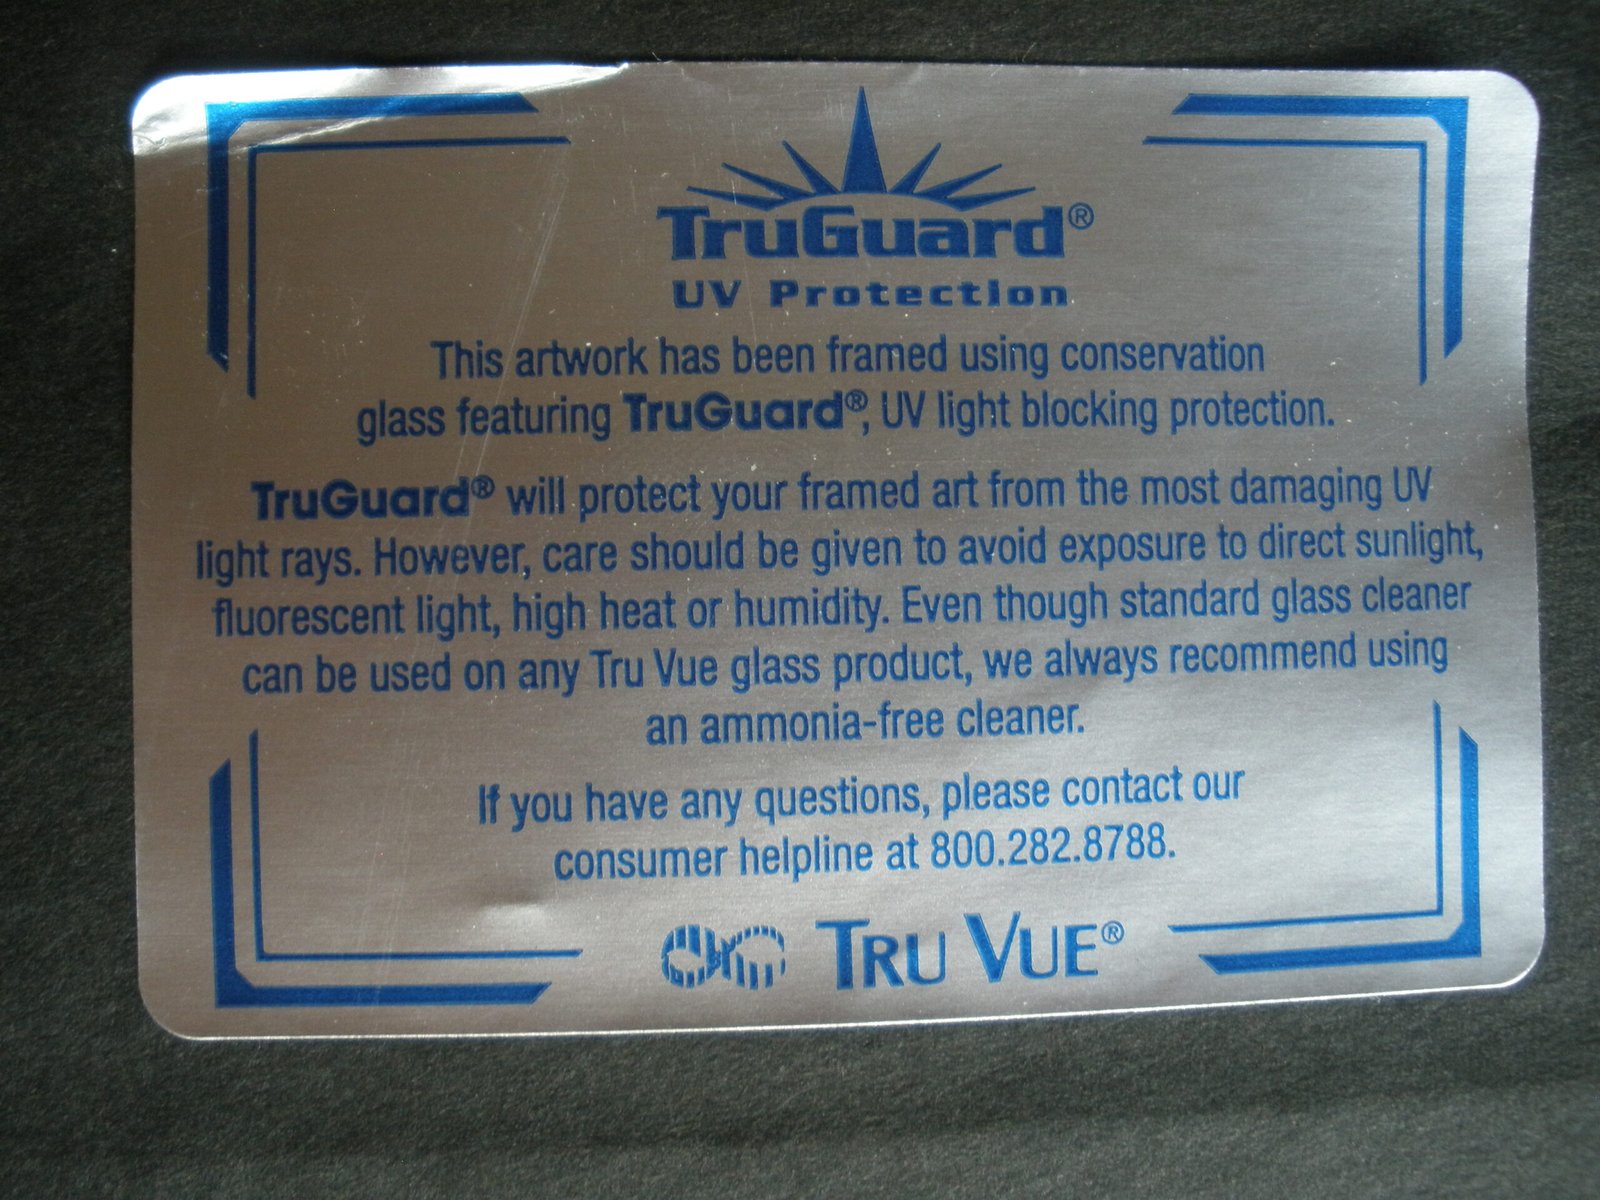 TruGuard®
UV Protection
This artwork has been framed using conservation
glass featuring TruGuard®, UV light blocking protection.
TruGuard® will protect your framed art from the most damaging UV
light rays. However, care should be given to avoid exposure to direct sunlight,
fluorescent light, high heat or humidity. Even though standard glass cleaner
can be used on any Tru Vue glass product, we always recommend using
an ammonia-free cleaner.
If you have any questions, please contact our
consumer helpline at 800.282.8788.
TRU VUE®